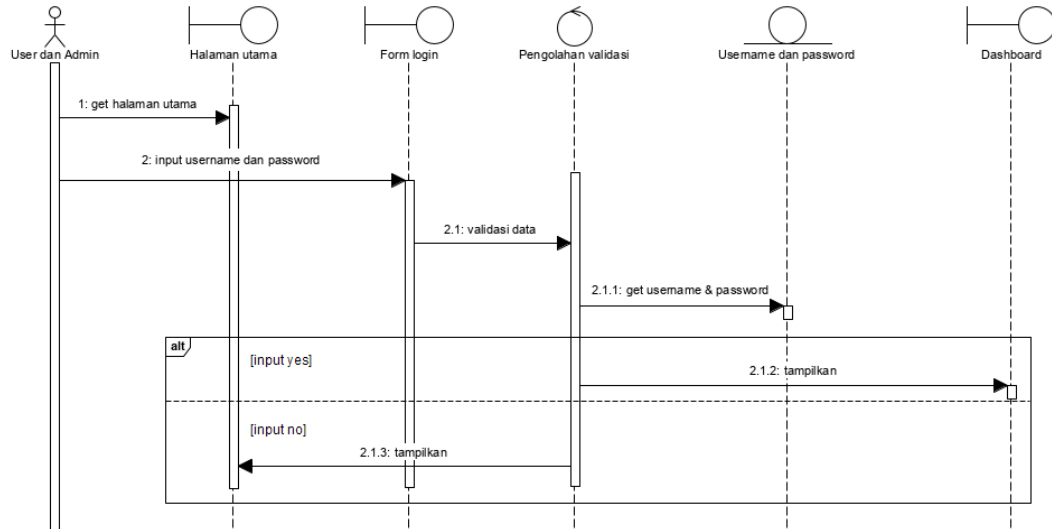 User dan Admin
Halaman utama
Form login
Pengolahan validasi
Username dan password
Dashboard
1: get halaman utama
2: input username dan password
2.1: validasi data
2.1.1: get username & password
alt
[input yes]
2.1.2: tampilkan
[input no]
2.1.3: tampilkan